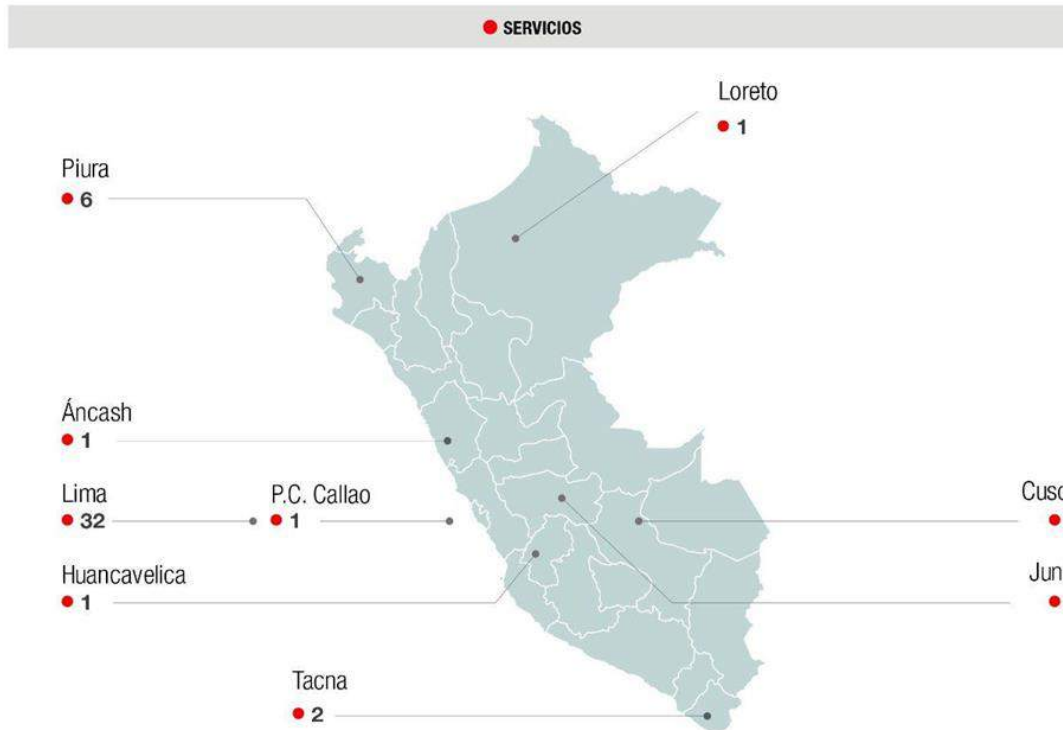 SERVICIOS
Loreto
1
Piura
6
Áncash
1
Lima
32
P.C. Callao
1
Huancavelica
1
Tacna
2